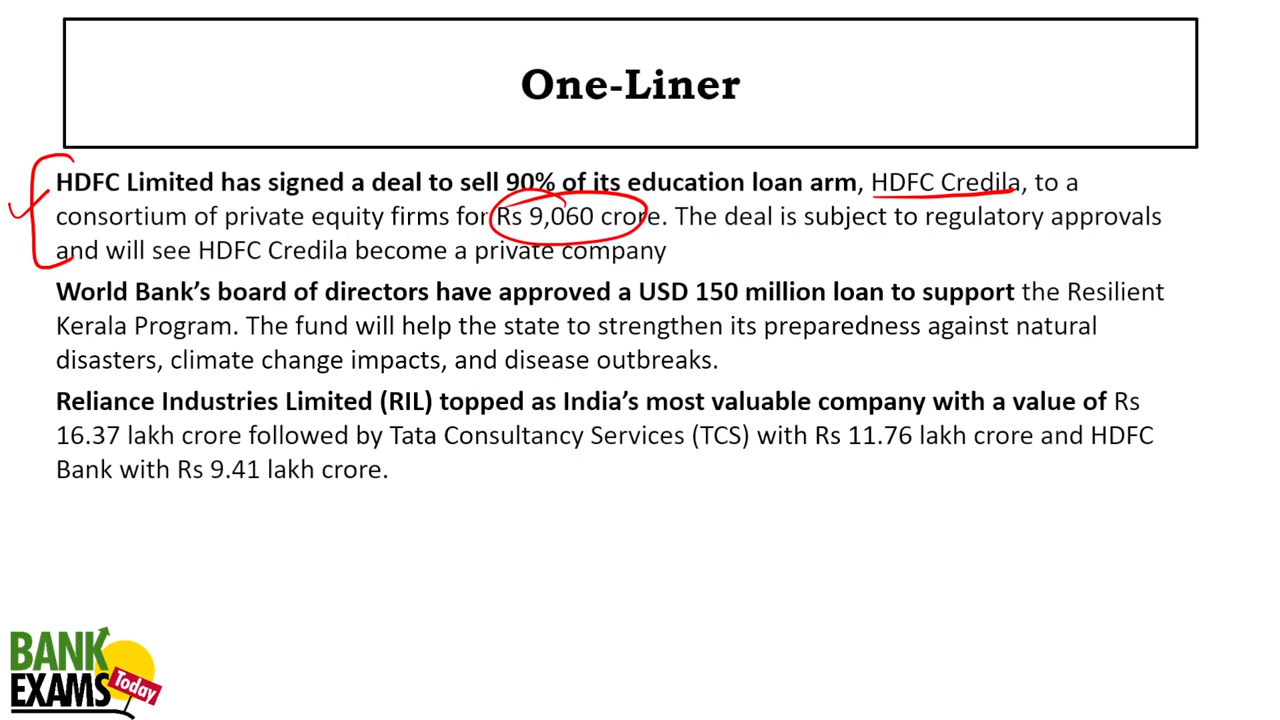 One-Liner
HDFC Limited has signed a deal to sell 90% of its education loan arm, HDFC Credila, to a
consortium of private equity firms for Rs 9,060 crore. The deal is subject to regulatory approvals
and will see HDFC Credila become a private company
World Bank’s board of directors have approved a USD 150 million loan to support the Resilient
Kerala Program. The fund will help the state to strengthen its preparedness against natural
disasters, climate change impacts, and disease outbreaks.
Reliance Industries Limited (RIL) topped as India’s most valuable company with a value of Rs
16.37 lakh crore followed by Tata Consultancy Services (TCS) with Rs 11.76 lakh crore and HDFC
Bank with Rs 9.41 lakh crore.
BANK
EXAMS
Today